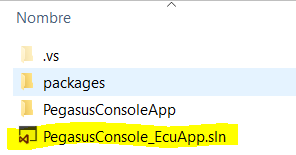 Nombre
.vs
packages
PegasusConsoleApp
PegasusConsole_EcuApp.sln